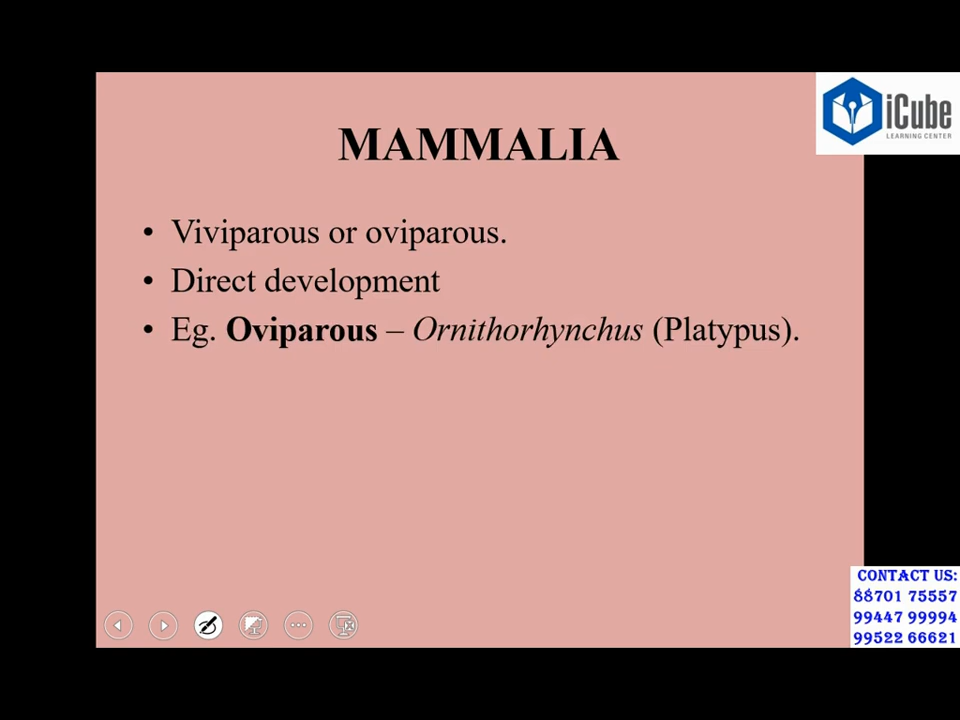 iCube
LEARNING CENTER
MAMMALIA
• Viviparous or oviparous.
• Direct development
• Eg. Oviparous – Ornithorhynchus (Platypus).
CONTACT US:
88701 75557
99447 99994
99522 66621